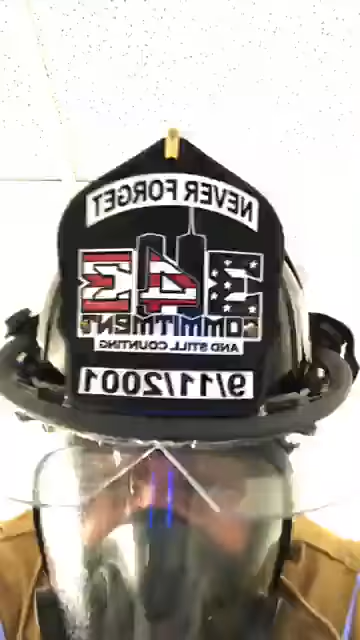 NEVER FORGET
343
COMMITMENT
AND STILL COUNTING
9/11/2001